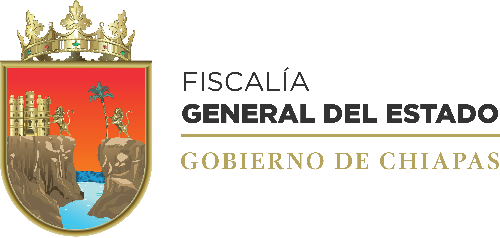 FISCALÍA
GENERAL DEL ESTADO
GOBIERNO DE CHIAPAS